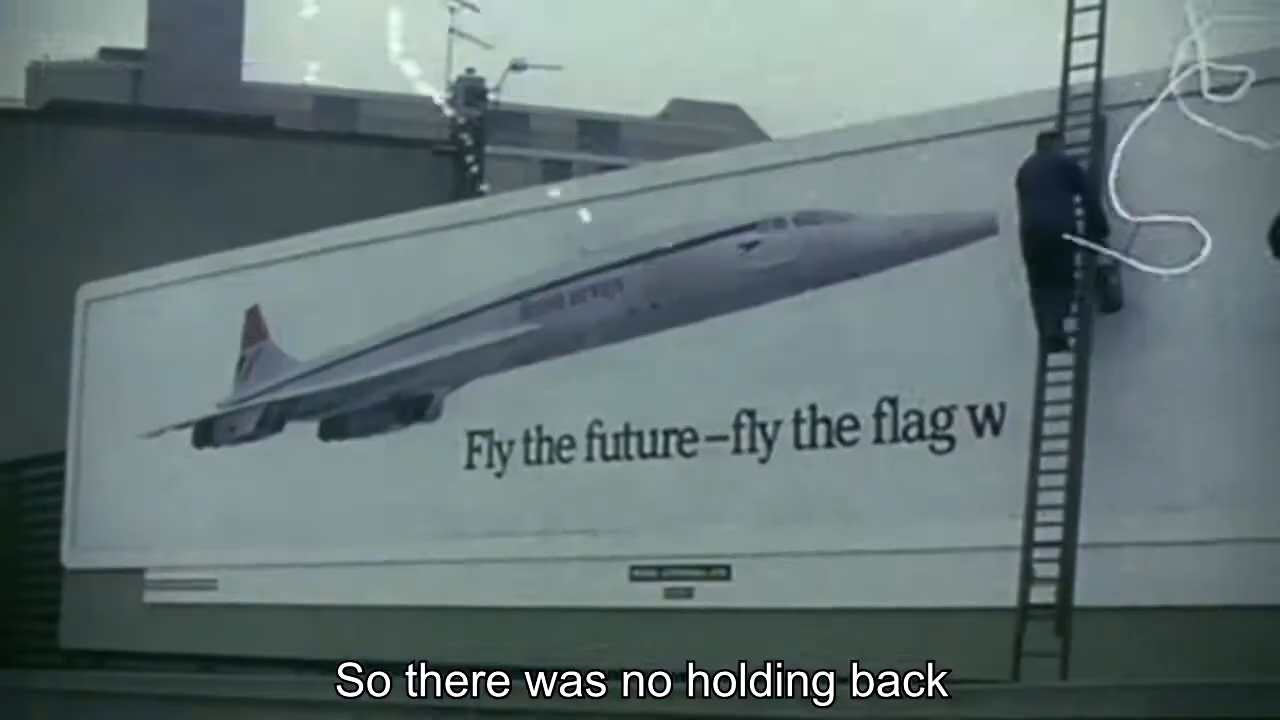 Fly the future–fly the flag w
So there was no holding back